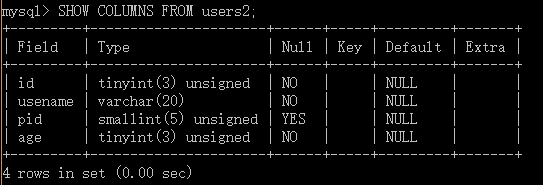 mysql> SHOW COLUMNS FROM users2;
| Field | Type | Null | Key | Default | Extra |
| id | tinyint(3) unsigned | NO | | NULL | |
| usename | varchar(20) | NO | | NULL | |
| pid | smallint(5) unsigned | YES | | NULL | |
| age | tinyint(3) unsigned | NO | | NULL | |
4 rows in set (0.00 sec)